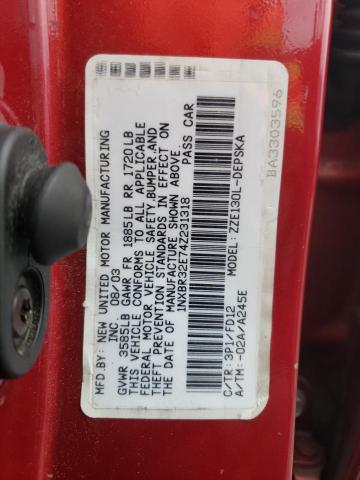 MFD. BY: NEW UNITED MOTOR MANUFACTURING
INC. 08/03
GVWR 3585LB GAWR FR 1885LB RR 1720LB
THIS VEHICLE CONFORMS TO ALL APPLICABLE
FEDERAL MOTOR VEHICLE SAFETY,BUMPER,AND
THEFT PREVENTION STANDARDS IN EFFECT ON
THE DATE OF MANUFACTURE SHOWN ABOVE.
1NXBR32E74Z231318 PASS CAR
MODEL: ZZE130L-DEPSKA
C/TR: 3P1/FD12
A/TM: -02A/A245E
BA3303596